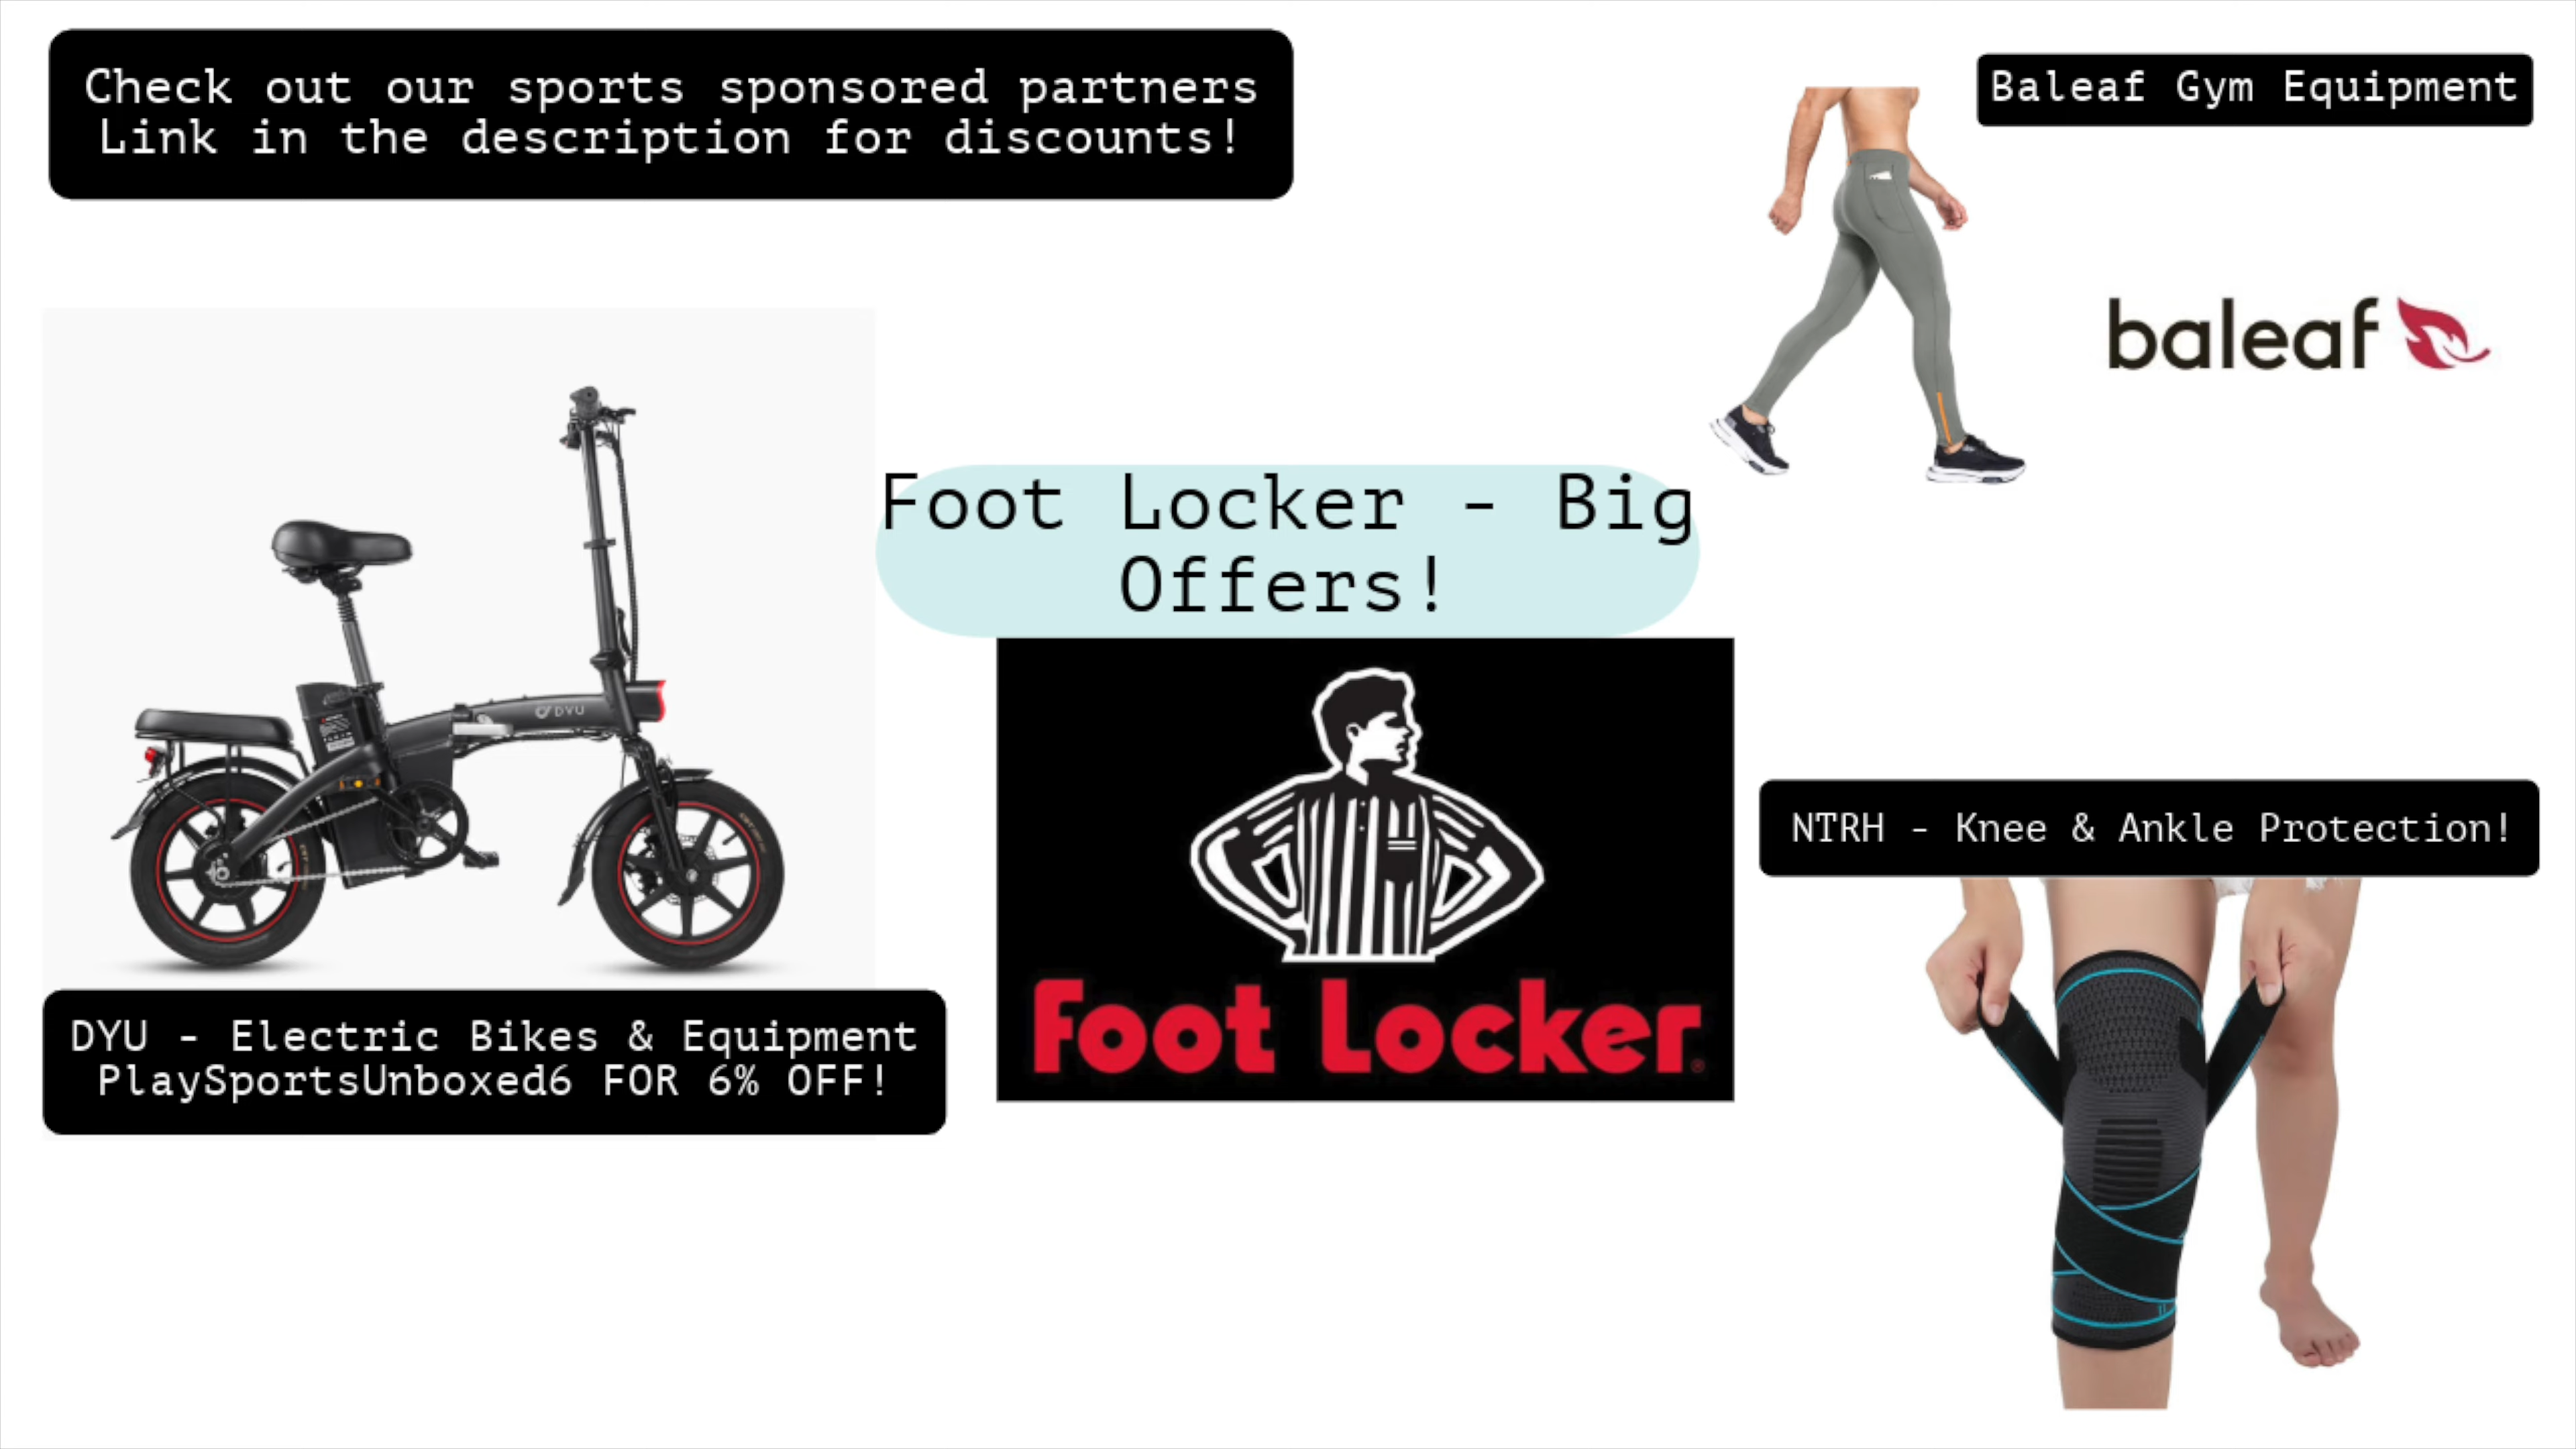 Check out our sports sponsored partners
Link in the description for discounts!
Baleaf Gym Equipment
baleaf
Foot Locker - Big
Offers!
DYU
Foot Locker
NTRH - Knee & Ankle Protection!
DYU - Electric Bikes & Equipment
PlaySportsUnboxed6 FOR 6% OFF!